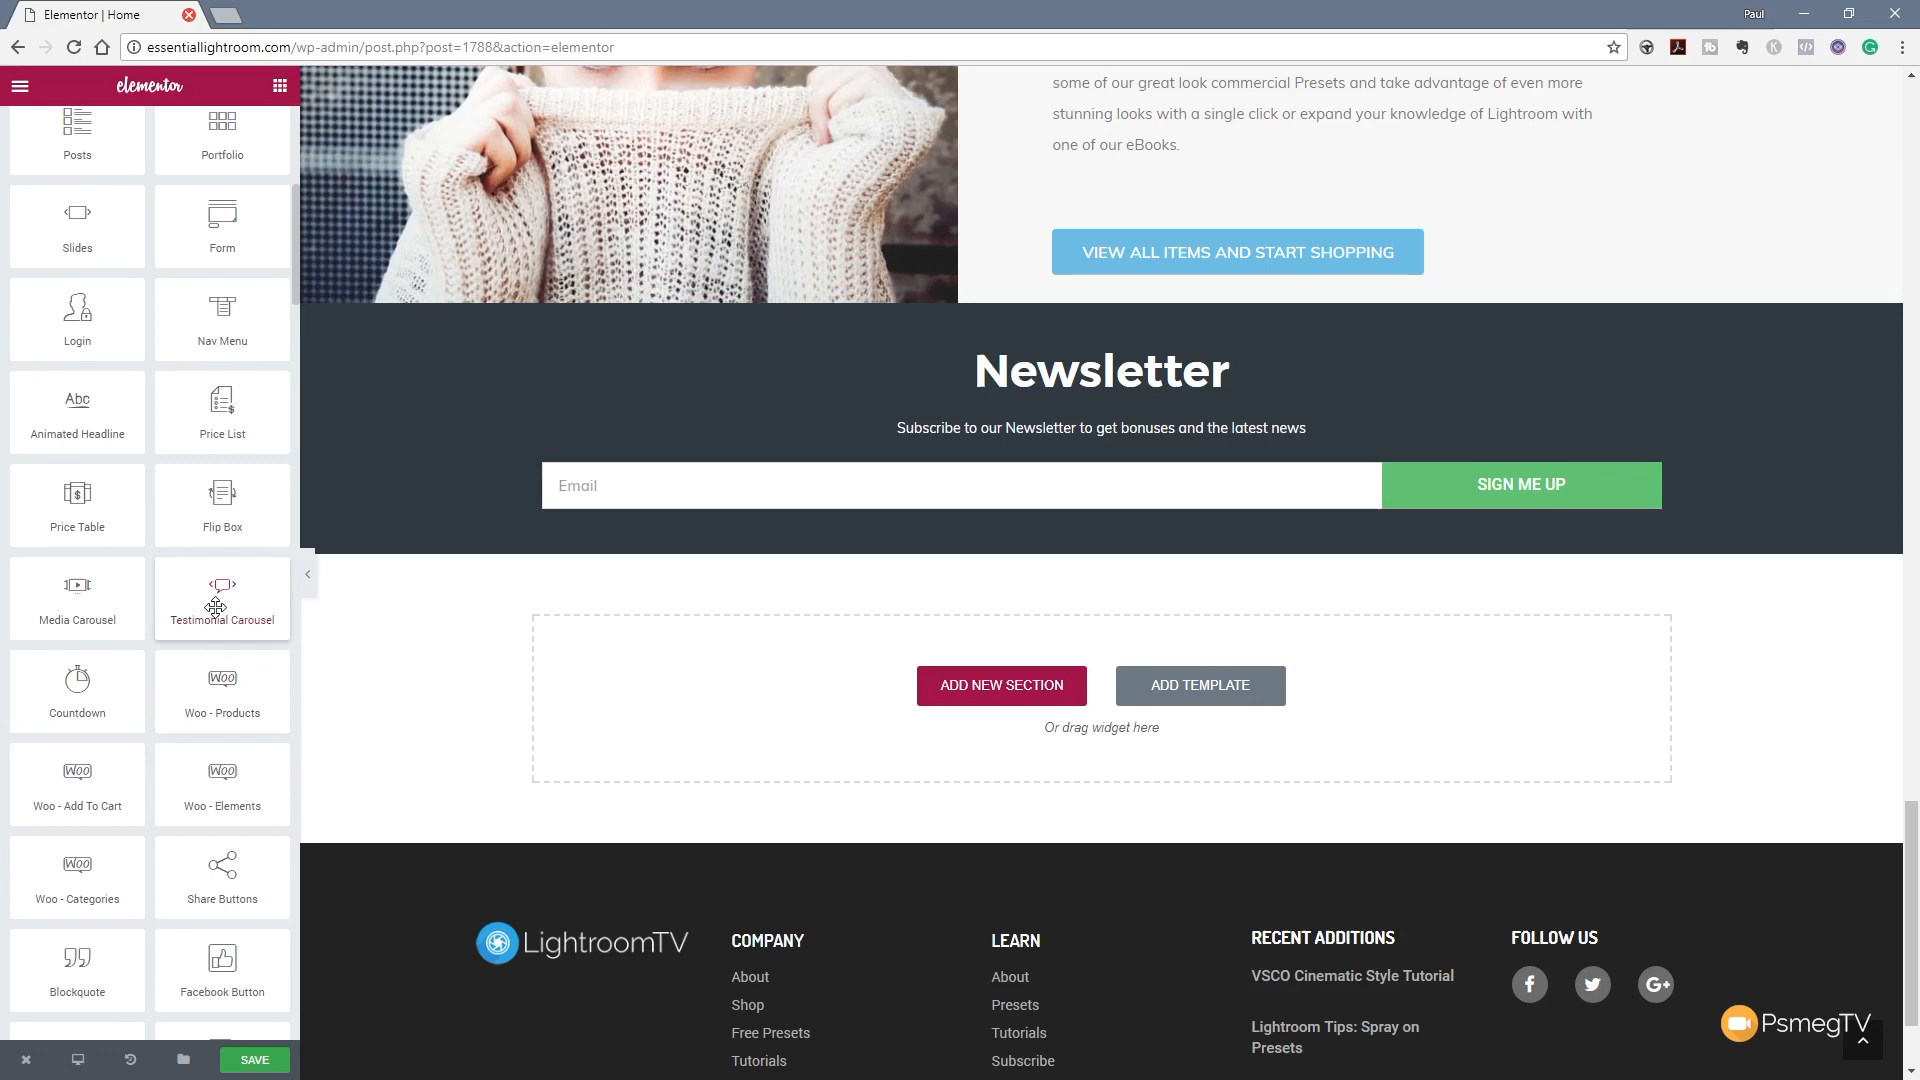 Elementor | Home
Paul
essentiallightroom.com/wp-admin/post.php?post=1788&action=elementor
elementor
Posts
Portfolio
Slides
Form
Login
Nav Menu
Abc
Animated Headline
Price List
Price Table
Flip Box
Media Carousel
Testimonial Carousel
Countdown
Woo
Woo - Products
Woo
Woo - Add To Cart
Woo
Woo - Elements
Woo
Woo - Categories
Share Buttons
Blockquote
Facebook Button
SAVE
some of our great look commercial Presets and take advantage of even more
stunning looks with a single click or expand your knowledge of Lightroom with
one of our eBooks.
VIEW ALL ITEMS AND START SHOPPING
Newsletter
Subscribe to our Newsletter to get bonuses and the latest news
Email
SIGN ME UP
ADD NEW SECTION
ADD TEMPLATE
Or drag widget here
LightroomTV
COMPANY
About
Shop
Free Presets
Tutorials
LEARN
About
Presets
Tutorials
Subscribe
RECENT ADDITIONS
VSCO Cinematic Style Tutorial
Lightroom Tips: Spray on
Presets
FOLLOW US
G+
PsmegTV